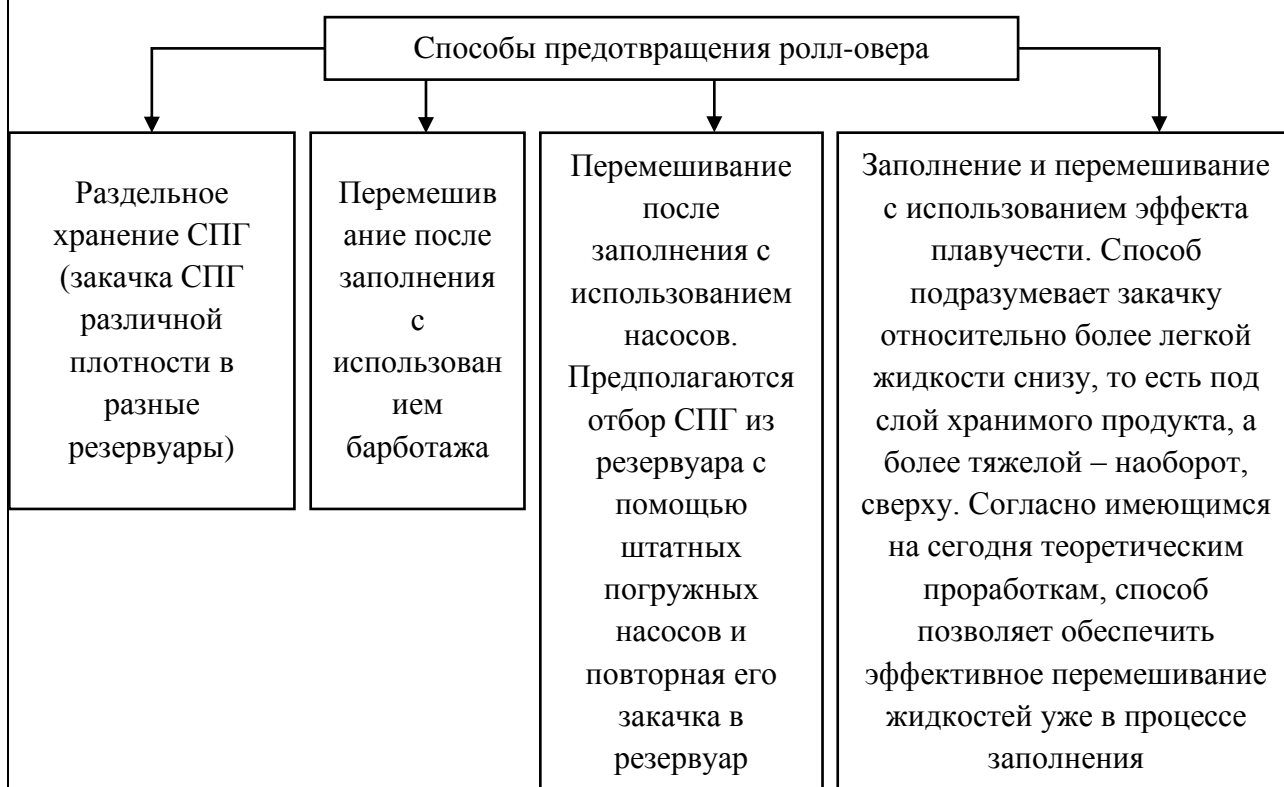 Способы предотвращения ролл-овера
Раздельное
хранение СПГ
(закачка СПГ
различной
плотности в
разные
резервуары)
Перемешив
ание после
заполнения
с
использован
ием
барботажа
Перемешивание
после
заполнения с
использованием
насосов.
Предполагаются
отбор СПГ из
резервуара с
помощью
штатных
погружных
насосов и
повторная его
закачка в
резервуар
Заполнение и перемешивание
с использованием эффекта
плавучести. Способ
подразумевает закачку
относительно более легкой
жидкости снизу, то есть под
слой хранимого продукта, а
более тяжелой – наоборот,
сверху. Согласно имеющимся
на сегодня теоретическим
проработкам, способ
позволяет обеспечить
эффективное перемешивание
жидкостей уже в процессе
заполнения